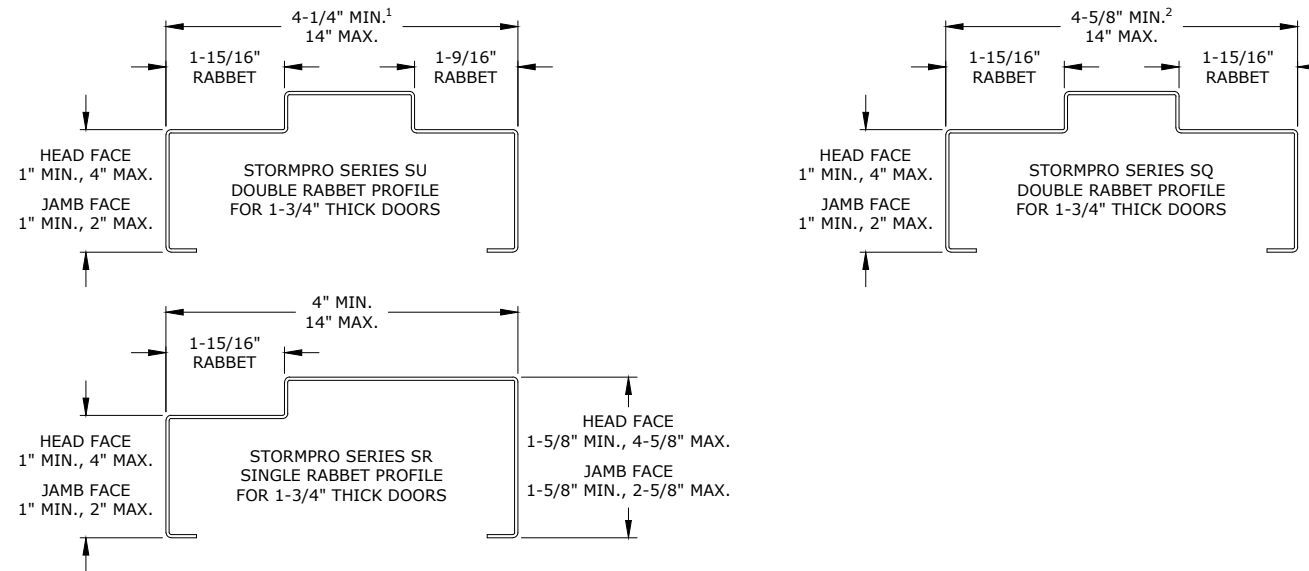 4-1/4" MIN.1
14" MAX.
1-15/16"
RABBET
1-9/16"
RABBET
HEAD FACE
1" MIN., 4" MAX.
JAMB FACE
1" MIN., 2" MAX.
STORMPRO SERIES SU
DOUBLE RABBET PROFILE
FOR 1-3/4" THICK DOORS
4-5/8" MIN.2
14" MAX.
1-15/16"
RABBET
1-15/16"
RABBET
HEAD FACE
1" MIN., 4" MAX.
JAMB FACE
1" MIN., 2" MAX.
STORMPRO SERIES SQ
DOUBLE RABBET PROFILE
FOR 1-3/4" THICK DOORS
4" MIN.
14" MAX.
1-15/16"
RABBET
HEAD FACE
1" MIN., 4" MAX.
JAMB FACE
1" MIN., 2" MAX.
STORMPRO SERIES SR
SINGLE RABBET PROFILE
FOR 1-3/4" THICK DOORS
HEAD FACE
1-5/8" MIN., 4-5/8" MAX.
JAMB FACE
1-5/8" MIN., 2-5/8" MAX.